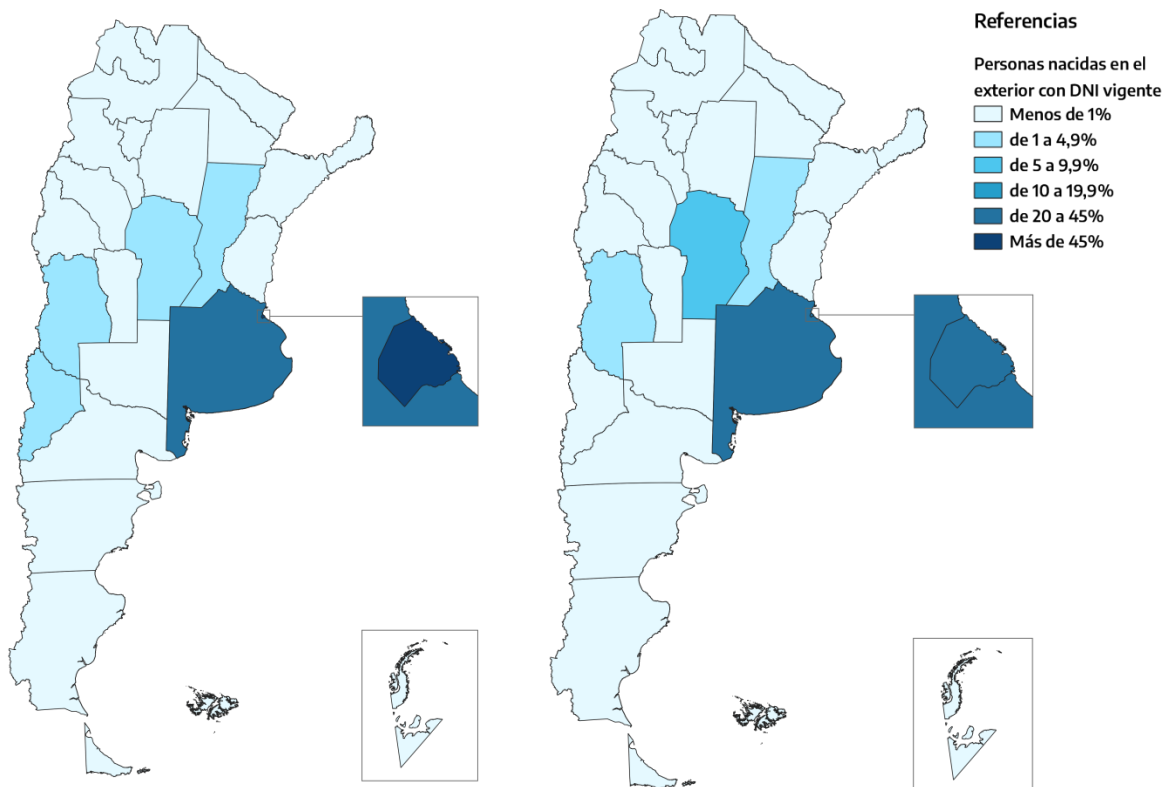 Referencias
Personas nacidas en el
exterior con DNI vigente
Menos de 1%
de 1 a 4,9%
de 5 a 9,9%
de 10 a 19,9%
de 20 a 45%
Más de 45%